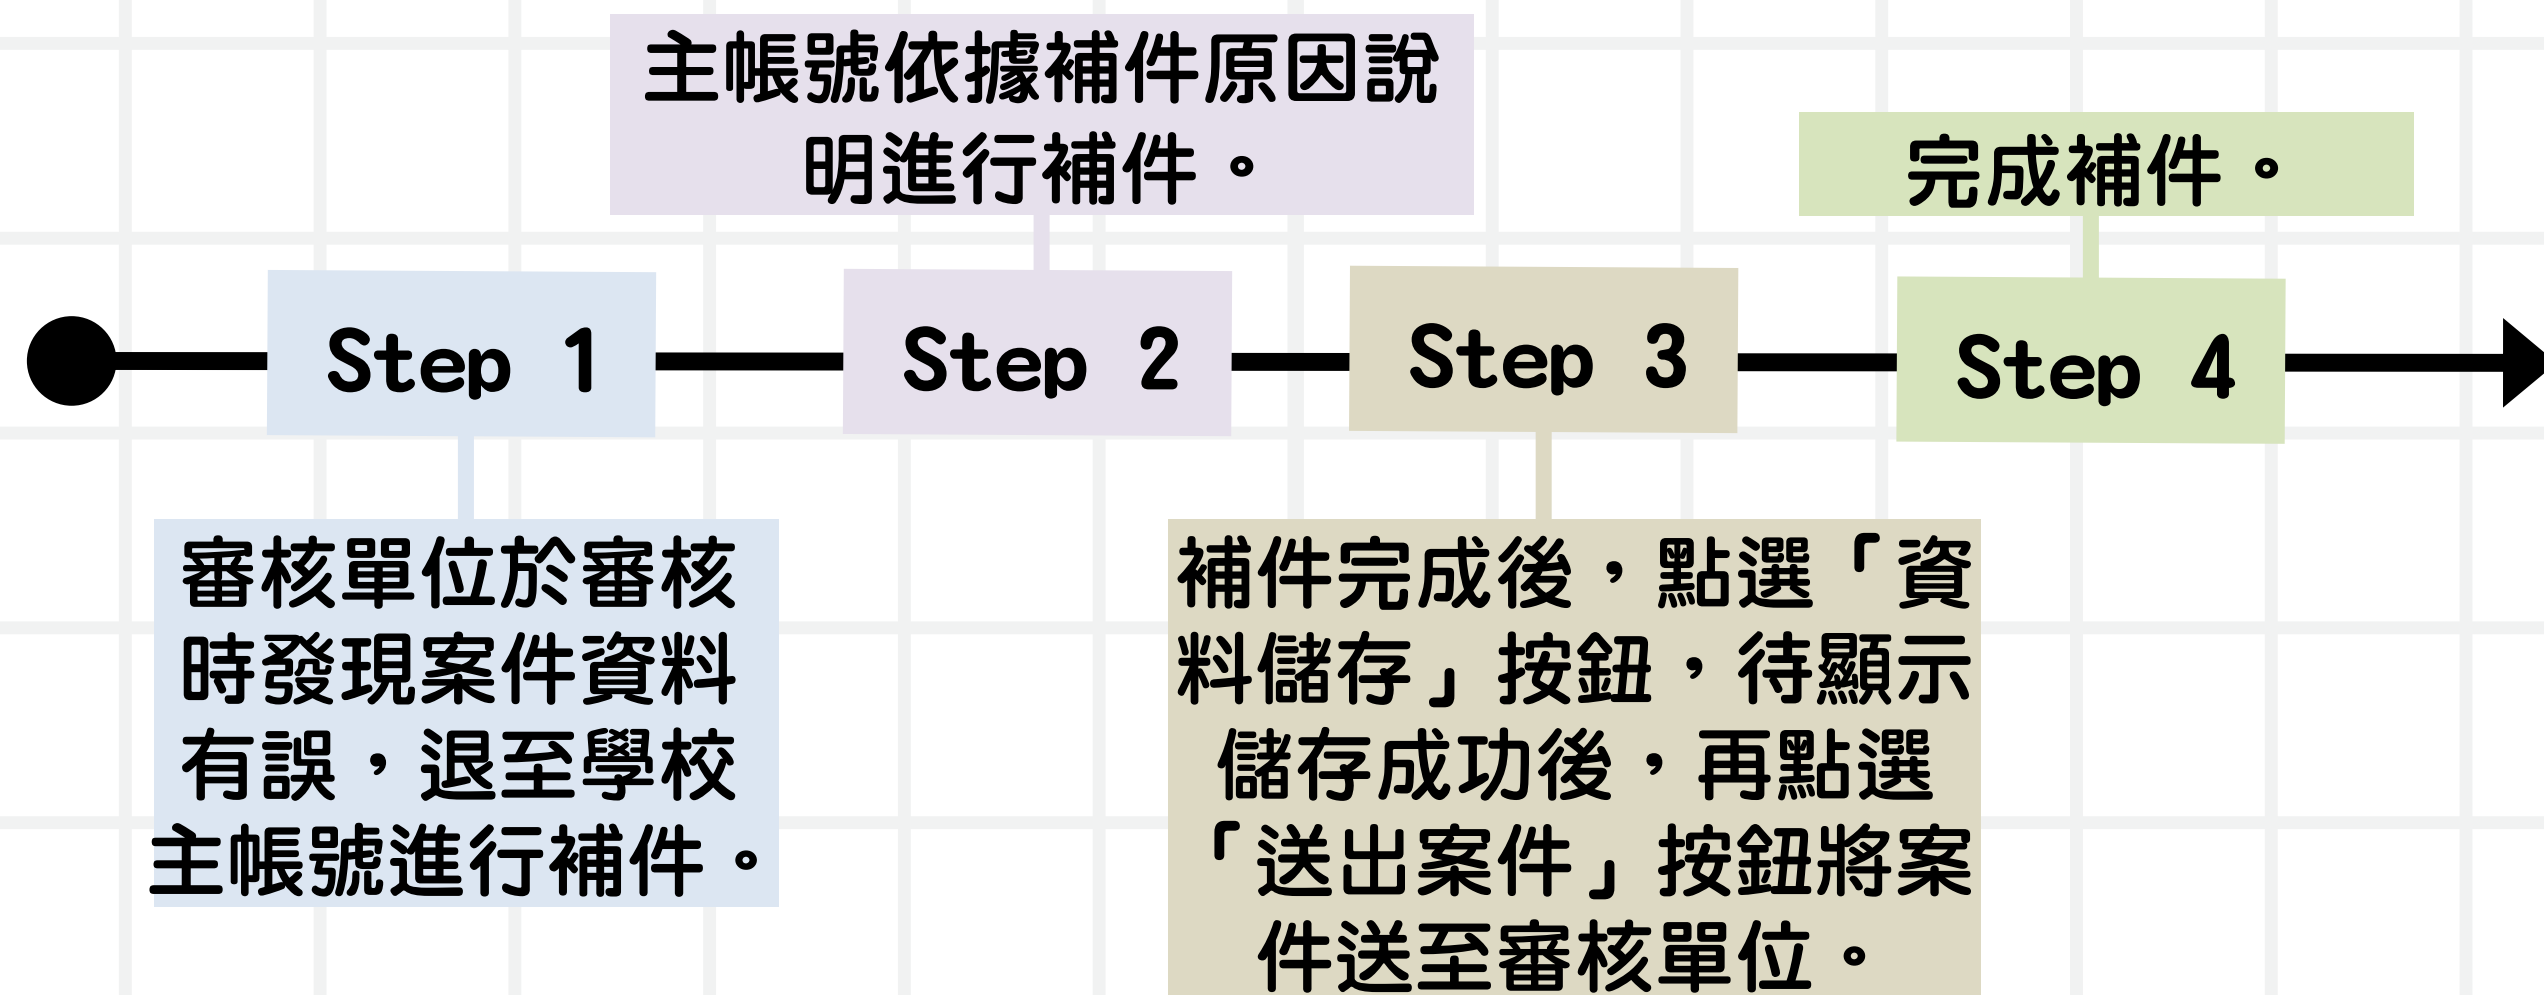 主帳號依據補件原因說
明進行補件。
完成補件。
Step 1
Step 2
Step 3
Step 4
審核單位於審核
時發現案件資料
有誤，退至學校
主帳號進行補件。
補件完成後，點選「資
料儲存」按鈕，待顯示
儲存成功後，再點選
「送出案件」按鈕將案
件送至審核單位。